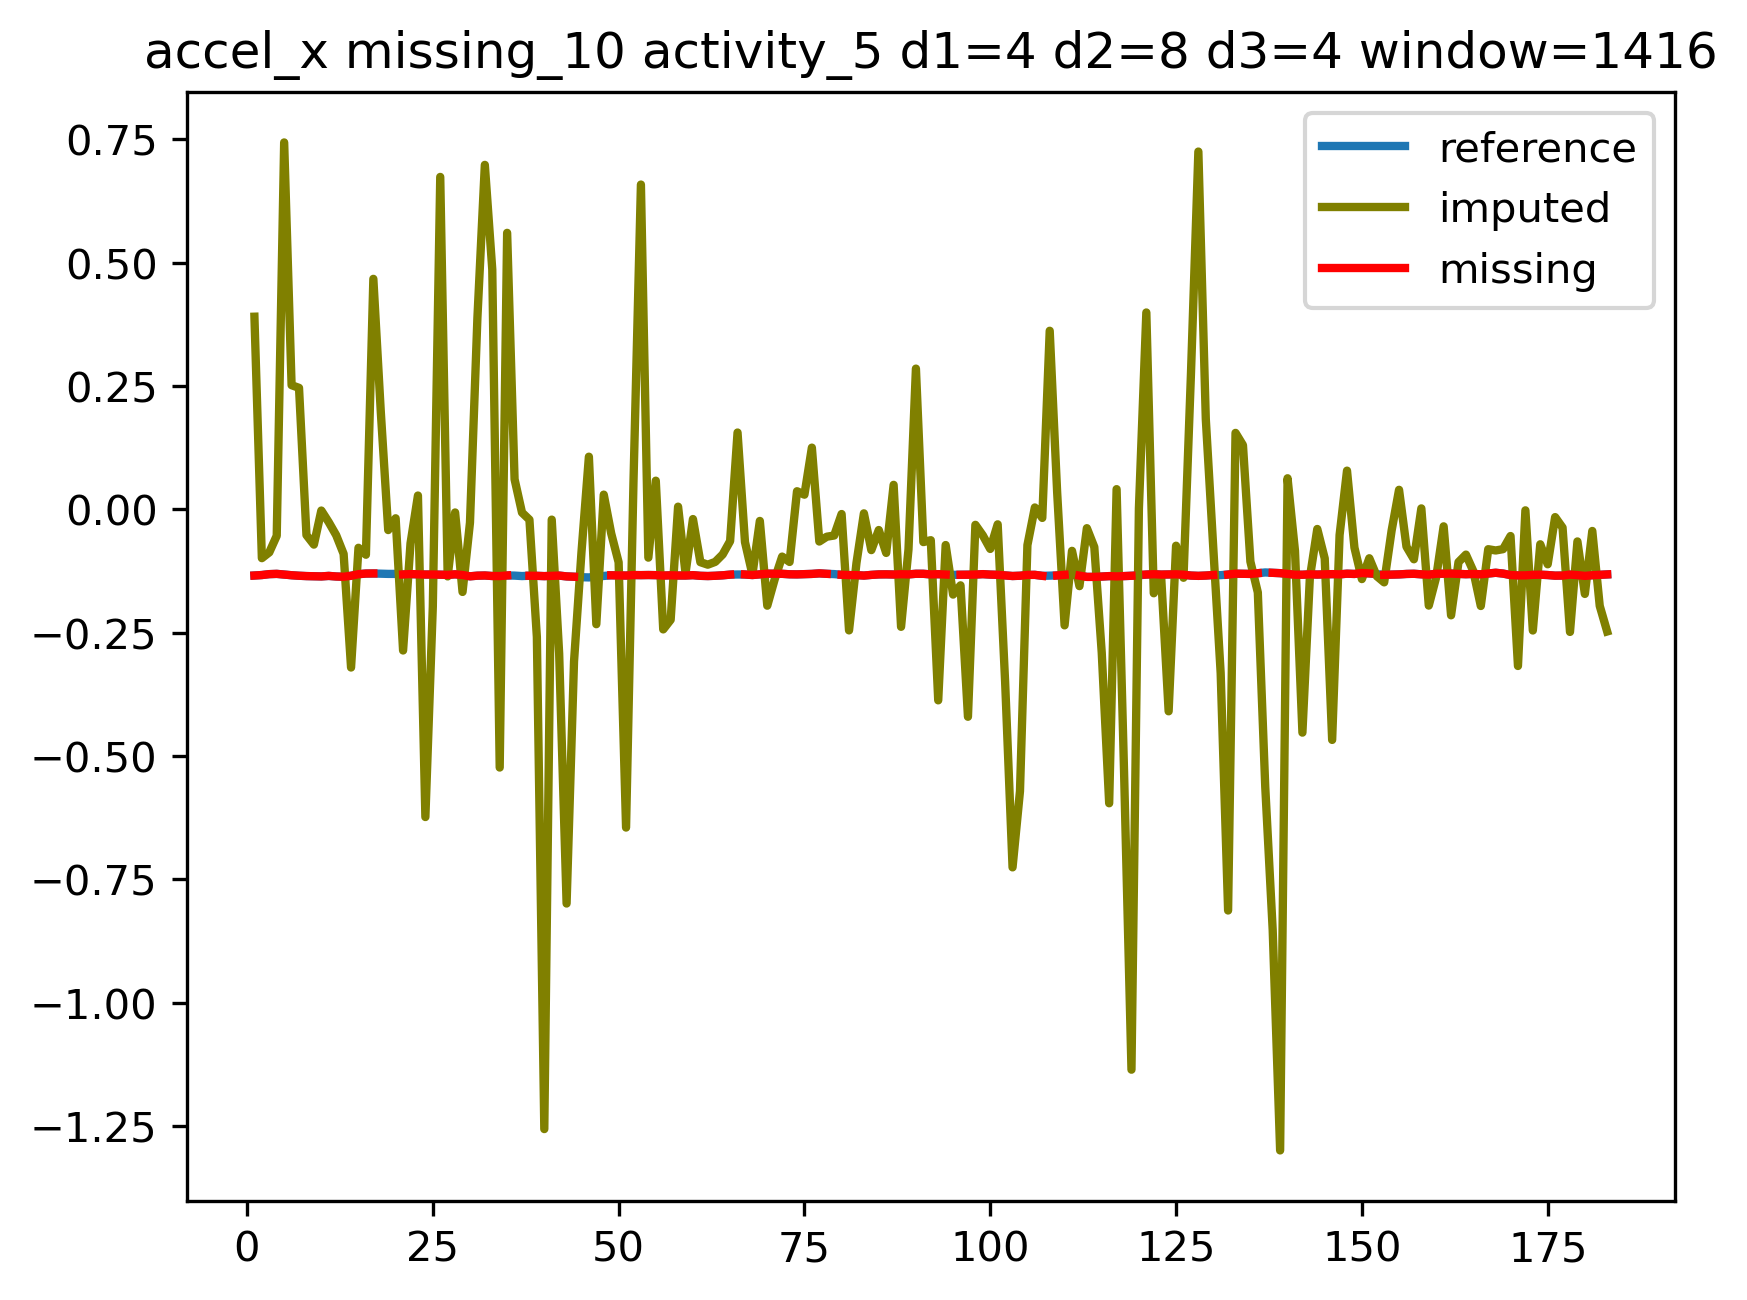 accel_x missing_10 activity_5 d1=4 d2=8 d3=4 window=1416
reference
imputed
missing
0.75
0.50
0.25
0.00
−0.25
−0.50
−0.75
−1.00
−1.25
0 25 50 75 100 125 150 175